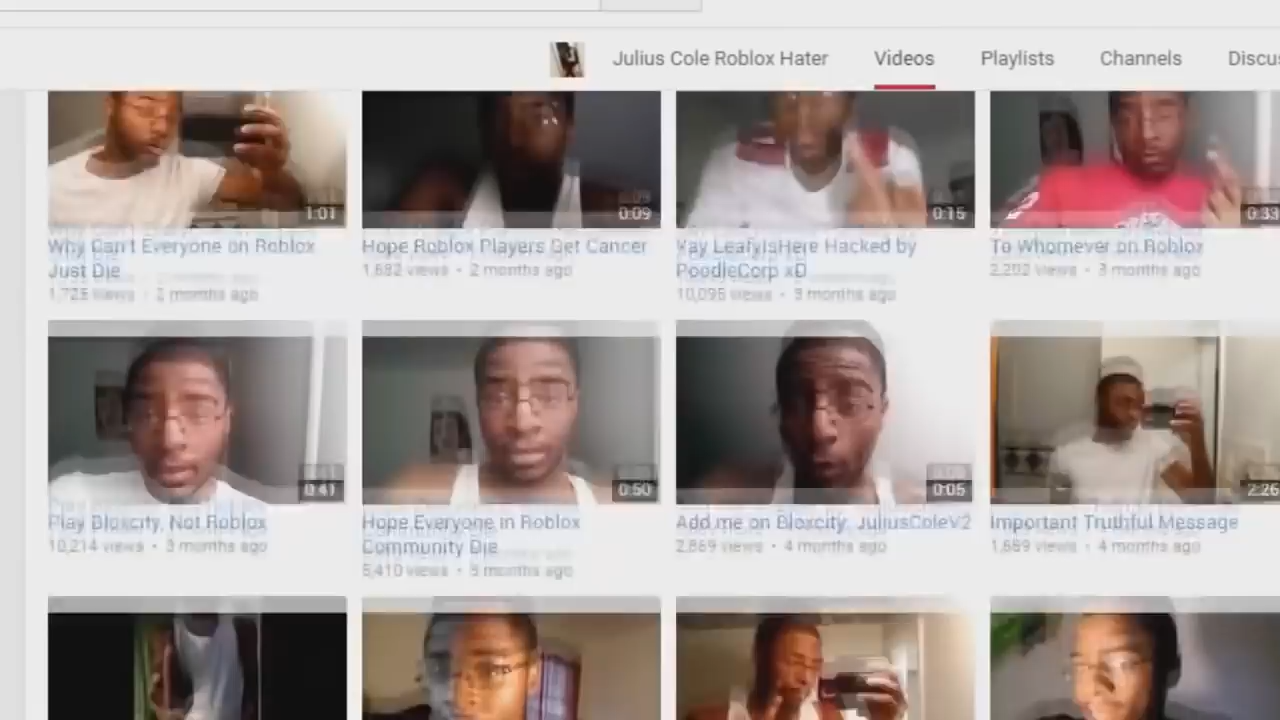 Julius Cole Roblox Hater Videos Playlists Channels Discus
1:01 0:09 0:15 0:33
Why Can't Everyone on Roblox
Just Die
1,725 views • 2 months ago
Hope Roblox Players Get Cancer
1,632 views • 2 months ago
Yay LeafyIsHere Hacked by
PoodleCorp xD
10,095 views • 3 months ago
To Whomever on Roblox
2,202 views • 3 months ago
0:41 0:50 0:05 2:26
Play Bloxcity, Not Roblox
10,214 views • 3 months ago
Hope Everyone in Roblox
Community Die
5,410 views • 3 months ago
Add me on Bloxcity: JuliusColeV2
2,869 views • 4 months ago
Important Truthful Message
1,689 views • 4 months ago